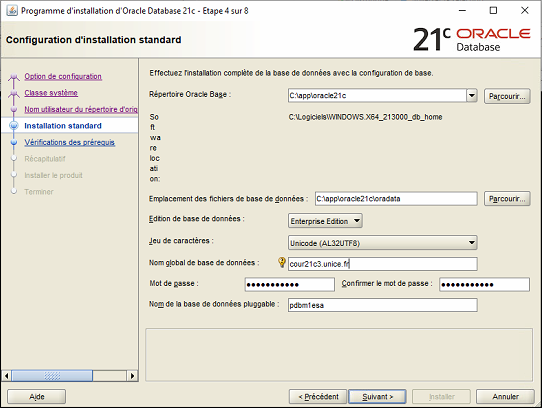 Programme d'installation d'Oracle Database 21c - Etape 4 sur 8
Configuration d'installation standard
21c ORACLE
Database
Option de configuration
Classe système
Nom utilisateur du répertoire d'orig
Installation standard
Vérifications des prérequis
Récapitulatif
Installer le produit
Terminer
Effectuez l'installation complète de la base de données avec la configuration de base.
Répertoire Oracle Base : C:\app\oracle21c Parcourir...
So C:\Logiciels\WINDOWS.X64_213000_db_home
ft
wa
re
loc
ati
on:
Emplacement des fichiers de base de données : C:\app\oracle21c\oradata Parcourir...
Edition de base de données : Enterprise Edition
Jeu de caractères : Unicode (AL32UTF8)
Nom global de base de données : cour21c3.unice.fr
Mot de passe : ●●●●●●●●●●● Confirmer le mot de passe : ●●●●●●●●●●●
Nom de la base de données pluggable : pdbm1esa
Aide < Précédent Suivant > Installer Annuler